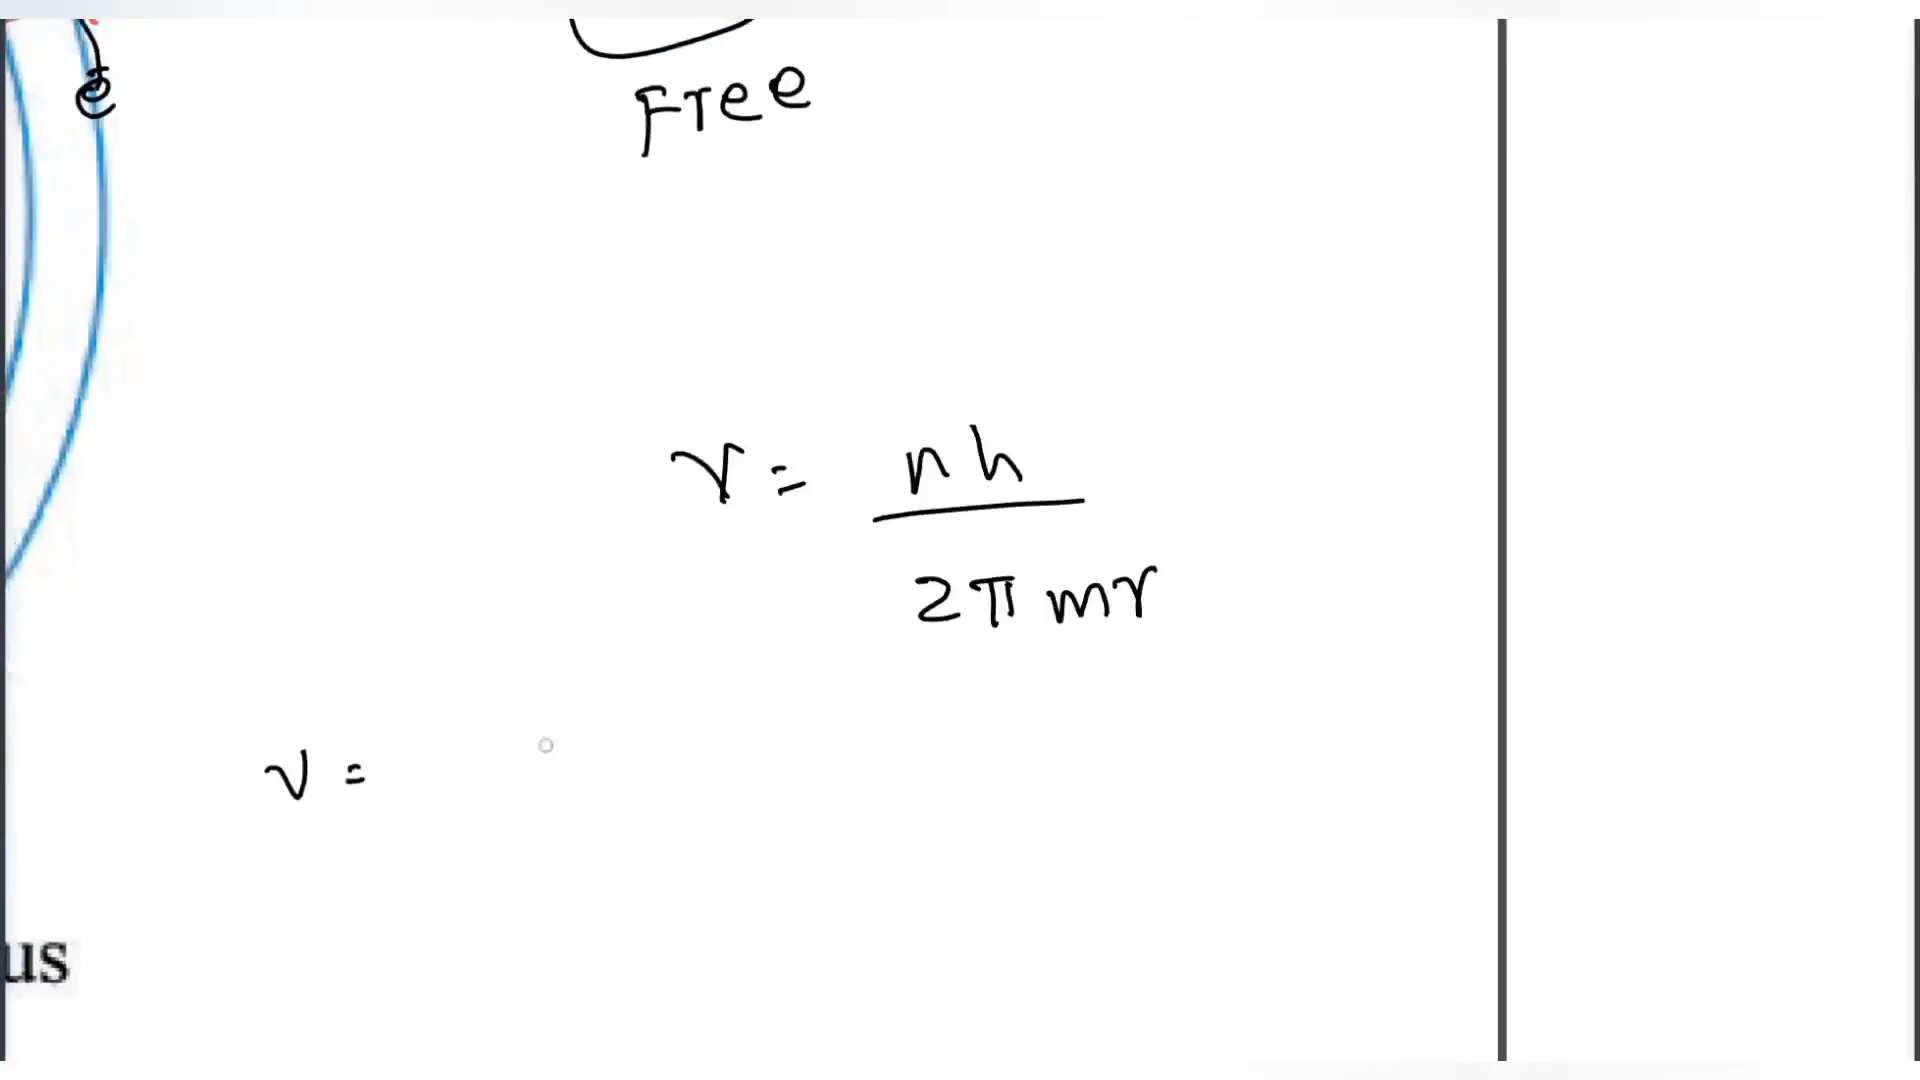 e
Free
v = nh
2π mr
v =
us